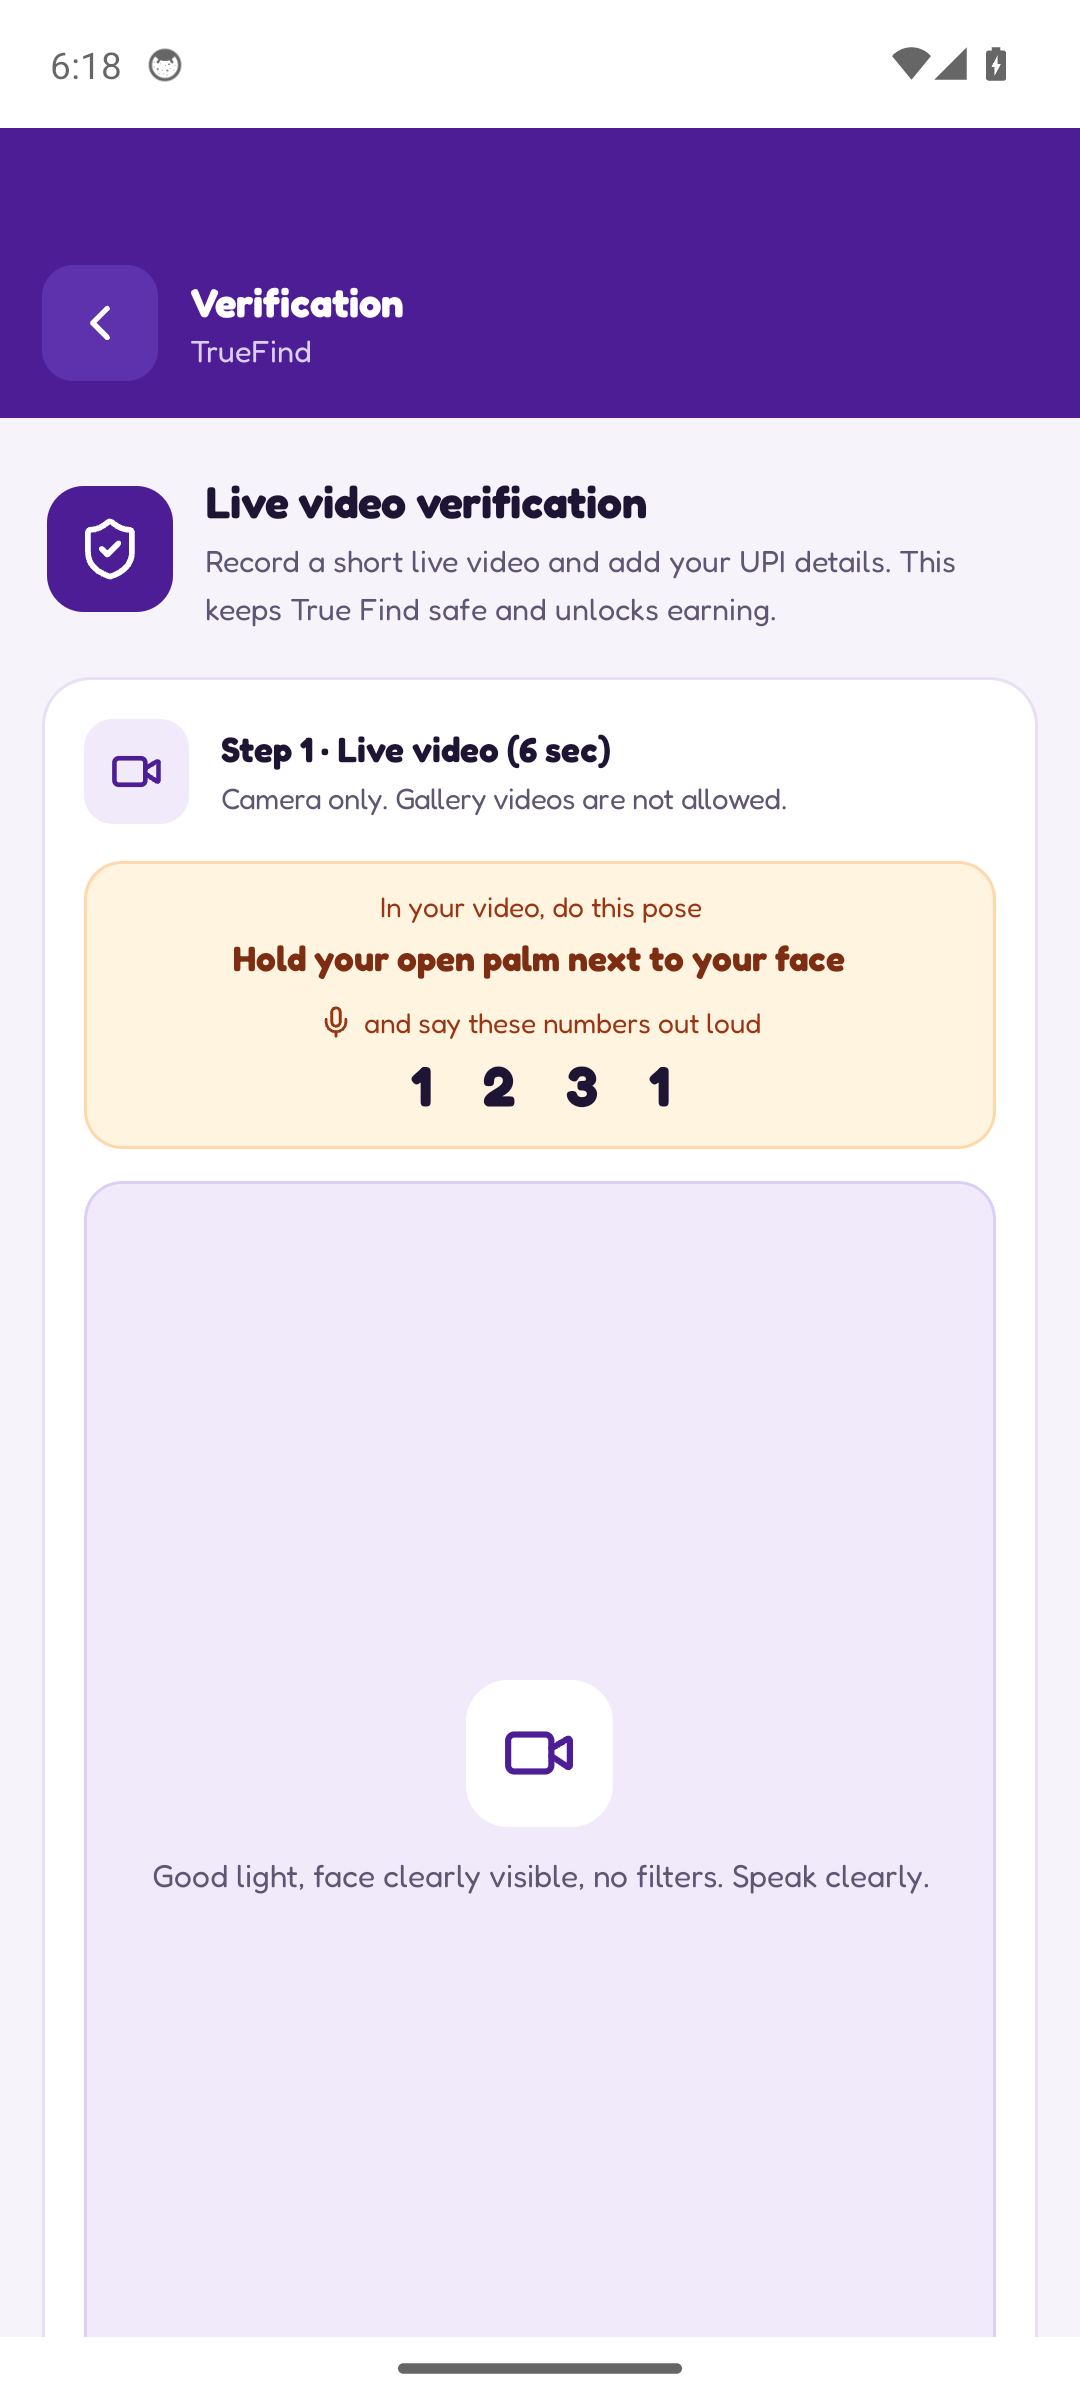 6:18
Verification
TrueFind
Live video verification
Record a short live video and add your UPI details. This
keeps True Find safe and unlocks earning.
Step 1 · Live video (6 sec)
Camera only. Gallery videos are not allowed.
In your video, do this pose
Hold your open palm next to your face
and say these numbers out loud
1 2 3 1
Good light, face clearly visible, no filters. Speak clearly.